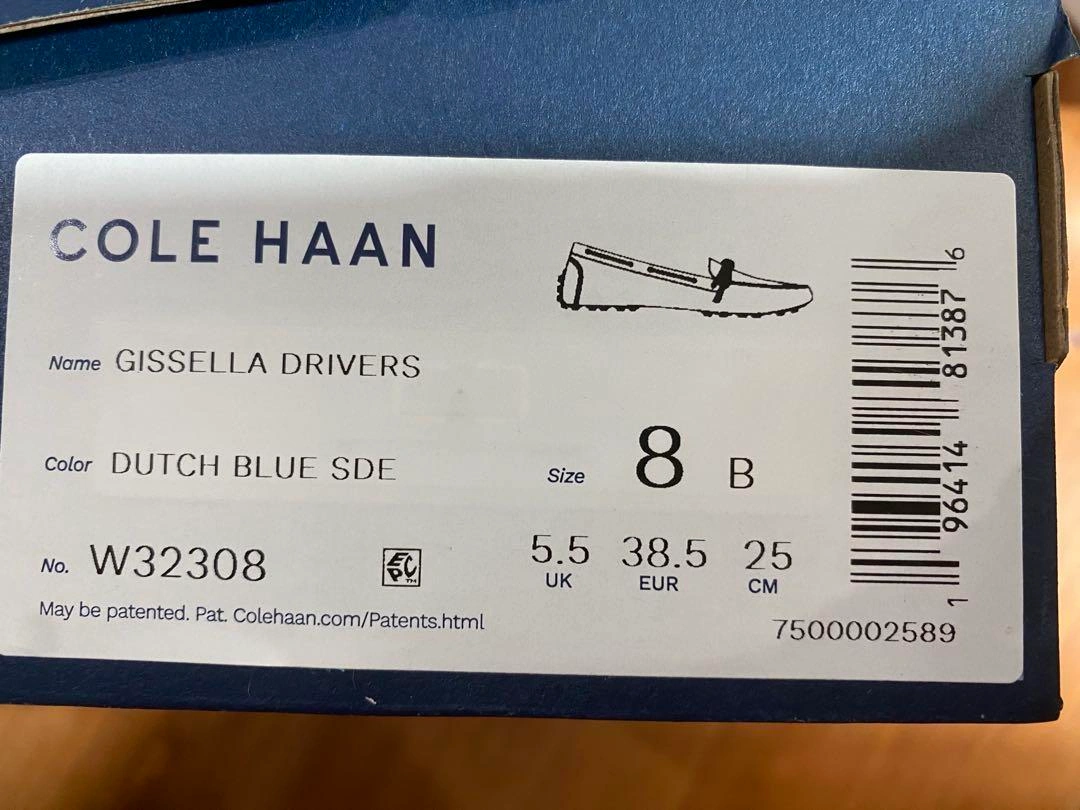 COLE HAAN
Name GISSELLA DRIVERS
Color DUTCH BLUE SDE
Size 8 B
No. W32308
EPC™
5.5 38.5 25
UK EUR CM
May be patented. Pat. Colehaan.com/Patents.html
1 96414 81387 6
7500002589